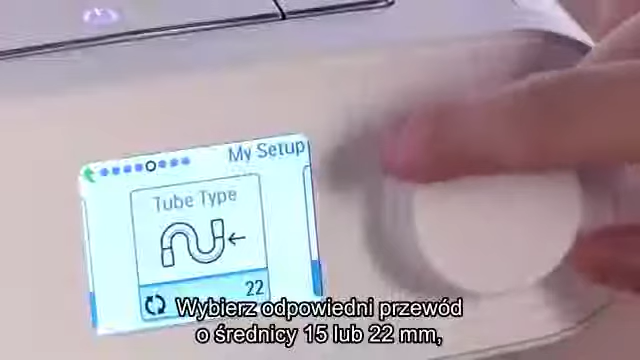 My Setup
Tube Type
22
Wybierz odpowiedni przewód
o średnicy 15 lub 22 mm,